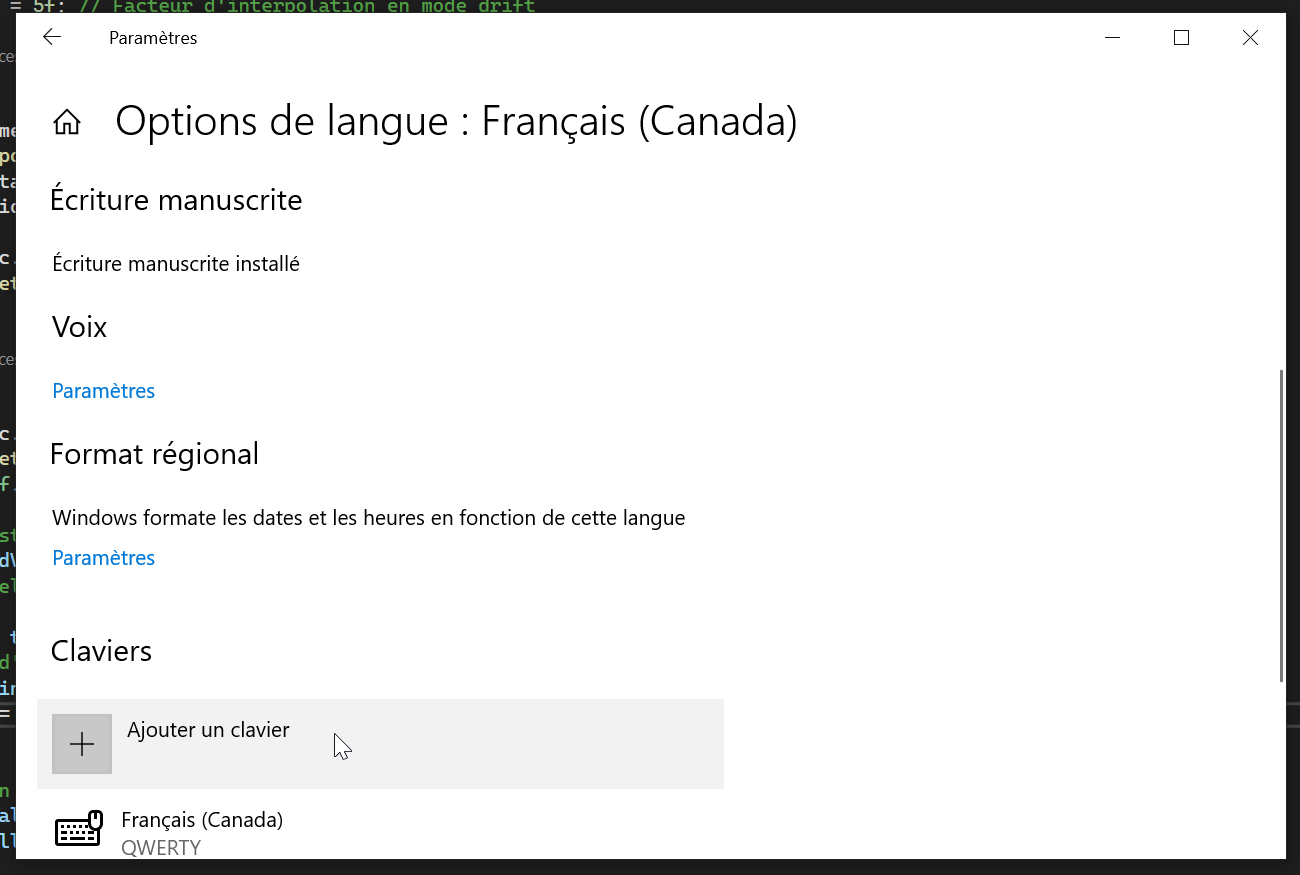 = 5f; // Facteur d'interpolation en mode drift
Paramètres
Options de langue : Français (Canada)
Écriture manuscrite
Écriture manuscrite installé
Voix
Paramètres
Format régional
Windows formate les dates et les heures en fonction de cette langue
Paramètres
Claviers
Ajouter un clavier
Français (Canada)
QWERTY